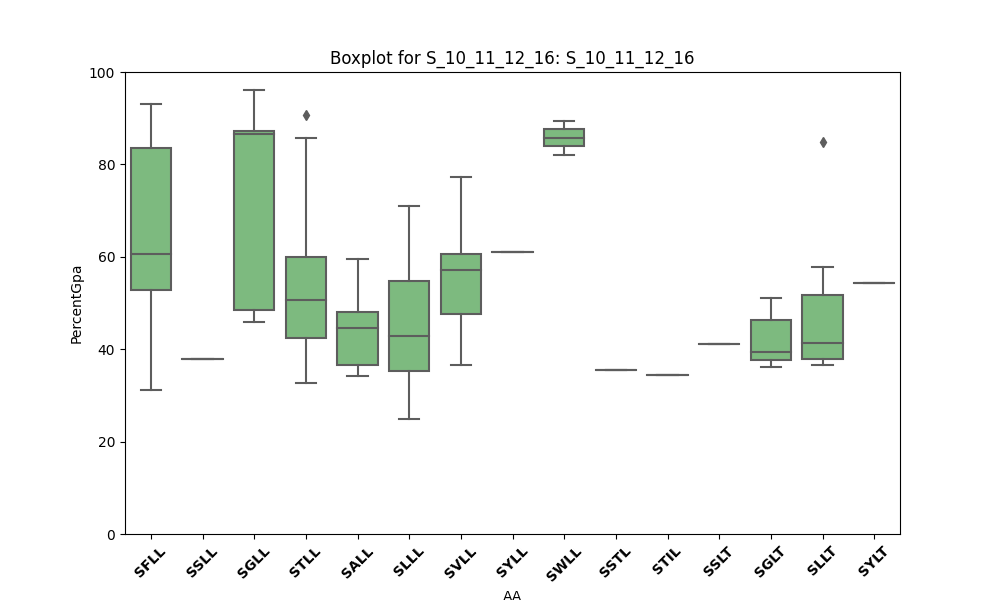 Boxplot for S_10_11_12_16: S_10_11_12_16
100
80
60
40
20
0
PercentGpa
SFLL SSLL SGLL STLL SALL SLLL SVLL SYLL SWLL SSTL STIL SSLT SGLT SLLT SYLT
AA